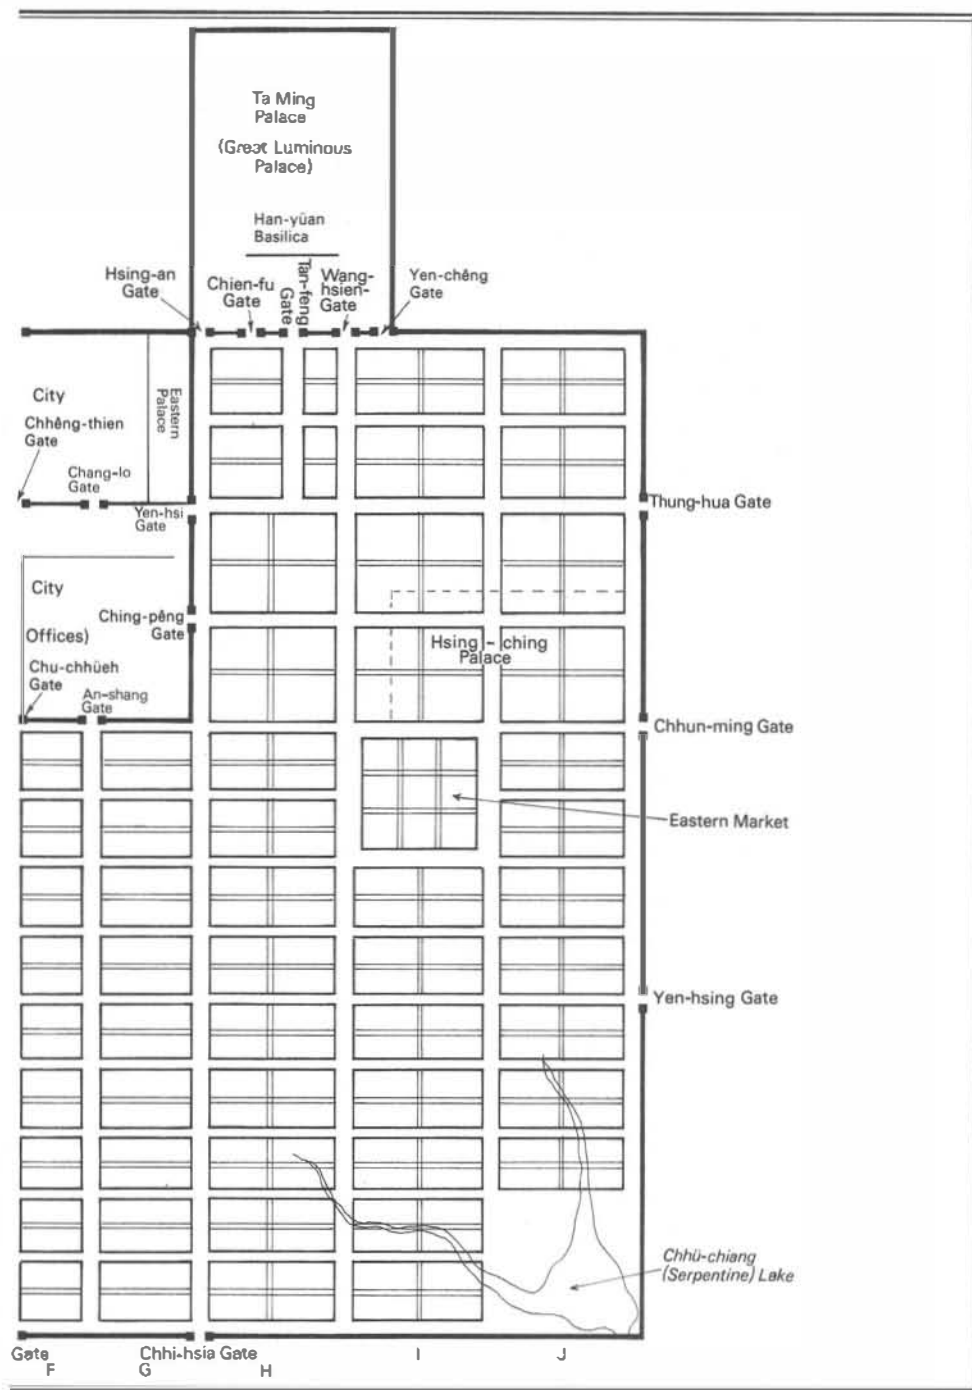 Ta Ming
Palace
(Great Luminous
Palace)
Han-yüan
Basilica
Hsing-an
Gate
Chien-fu
Gate
Tan-feng
Gate
Wang-
hsien-
Gate
Yen-chêng
Gate
City
Eastern
Palace
Chhêng-thien
Gate
Chang-lo
Gate
Yen-hsi
Gate
Thung-hua Gate
City
Offices)
Ching-pêng
Gate
Hsing-ching
Palace
Chu-chhüeh
Gate
An-shang
Gate
Chhun-ming Gate
Eastern Market
Yen-hsing Gate
Chhü-chiang
(Serpentine) Lake
Gate
Chhi-hsia Gate
F G H I J